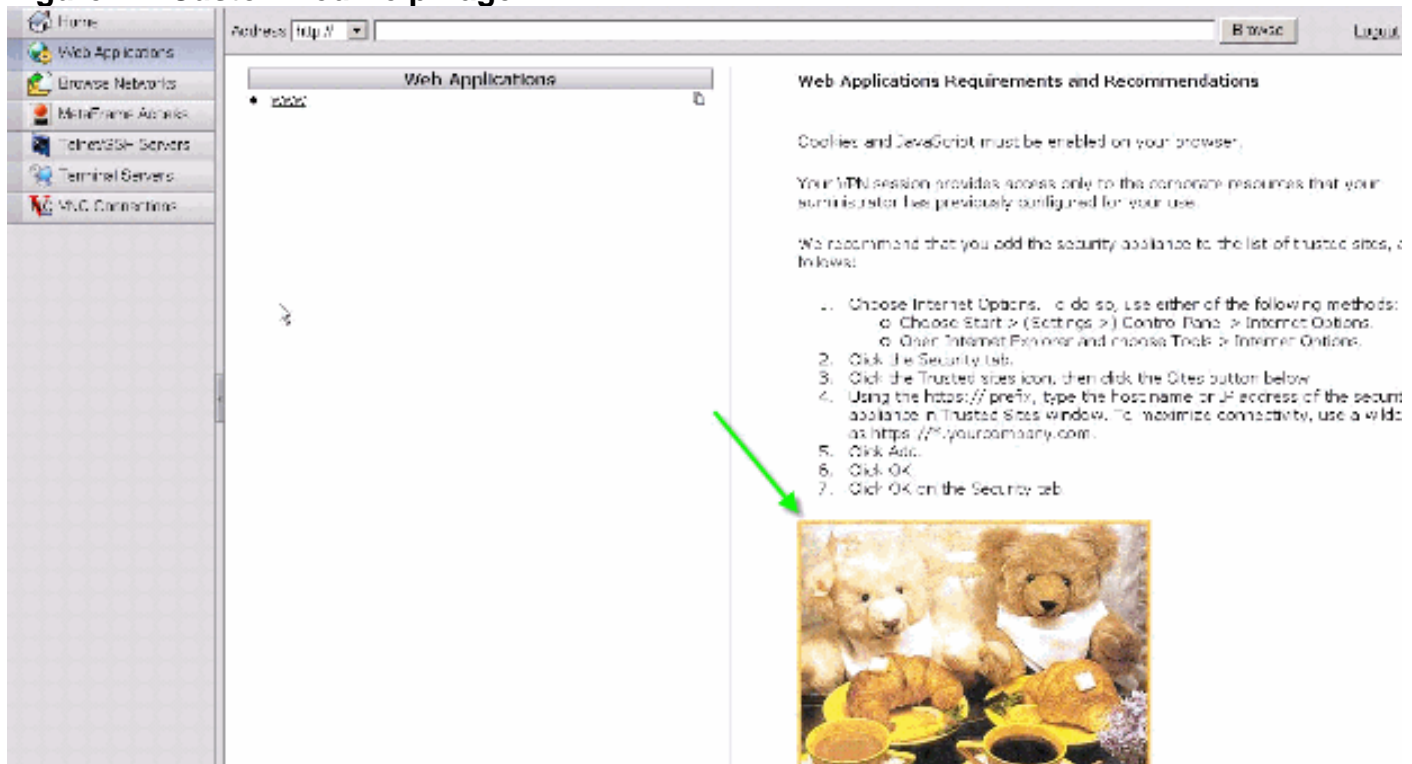 Home
Web Applications
Browse Networks
MetaFrame Access
Telnet/SSH Servers
Terminal Servers
VNC Connections
Address http://
Browse
Logout
Web Applications
• www
Web Applications Requirements and Recommendations
Cookies and JavaScript must be enabled on your browser.
Your VPN session provides access only to the corporate resources that your
administrator has previously configured for your use.
We recommend that you add the security appliance to the list of trusted sites,
follows:
1. Choose Internet Options. To do so, use either of the following methods:
o Choose Start > (Settings >) Control Panel > Internet Options.
o Open Internet Explorer and choose Tools > Internet Options.
2. Click the Security tab.
3. Click the Trusted sites icon, then click the Sites button below
4. Using the https:// prefix, type the host name or IP address of the securit
appliance in Trusted Sites window. To maximize connectivity, use a wildc
as https://*.yourcompany.com.
5. Click Add.
6. Click OK
7. Click OK on the Security tab